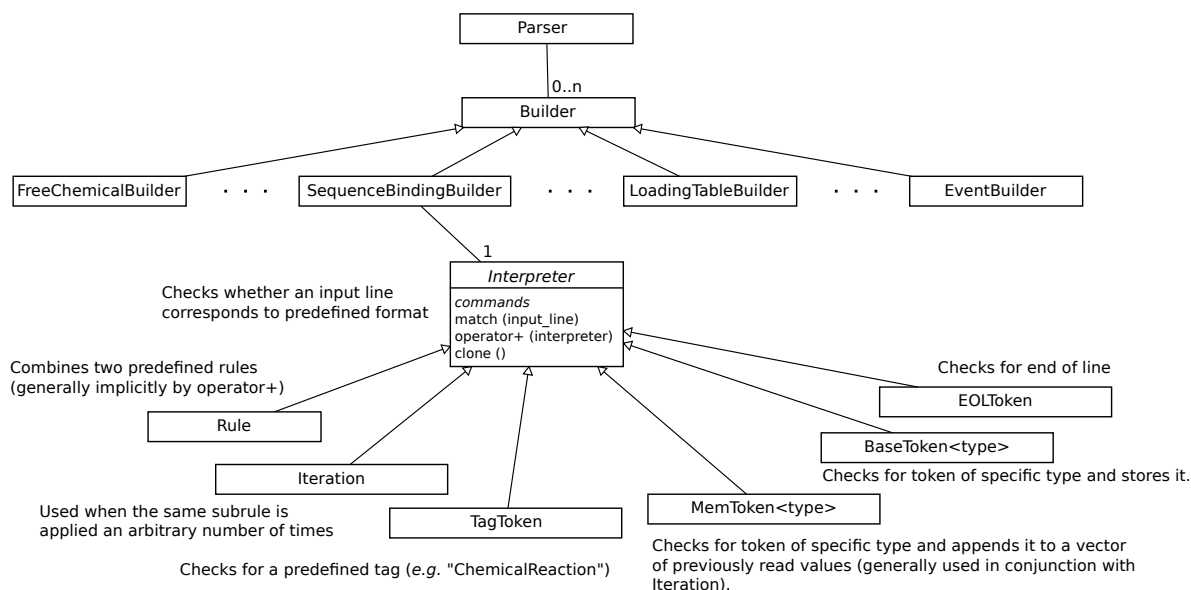 Parser
0..n
Builder
FreeChemicalBuilder . . . SequenceBindingBuilder . . . LoadingTableBuilder . . . EventBuilder
1
Interpreter
commands
match (input_line)
operator+ (interpreter)
clone ()
Checks whether an input line
corresponds to predefined format
Combines two predefined rules
(generally implicitly by operator+)
Rule
Iteration
Used when the same subrule is
applied an arbitrary number of times
TagToken
Checks for a predefined tag (e.g. "ChemicalReaction")
Checks for end of line
EOLToken
BaseToken<type>
Checks for token of specific type and stores it.
MemToken<type>
Checks for token of specific type and appends it to a vector
of previously read values (generally used in conjunction with
Iteration).